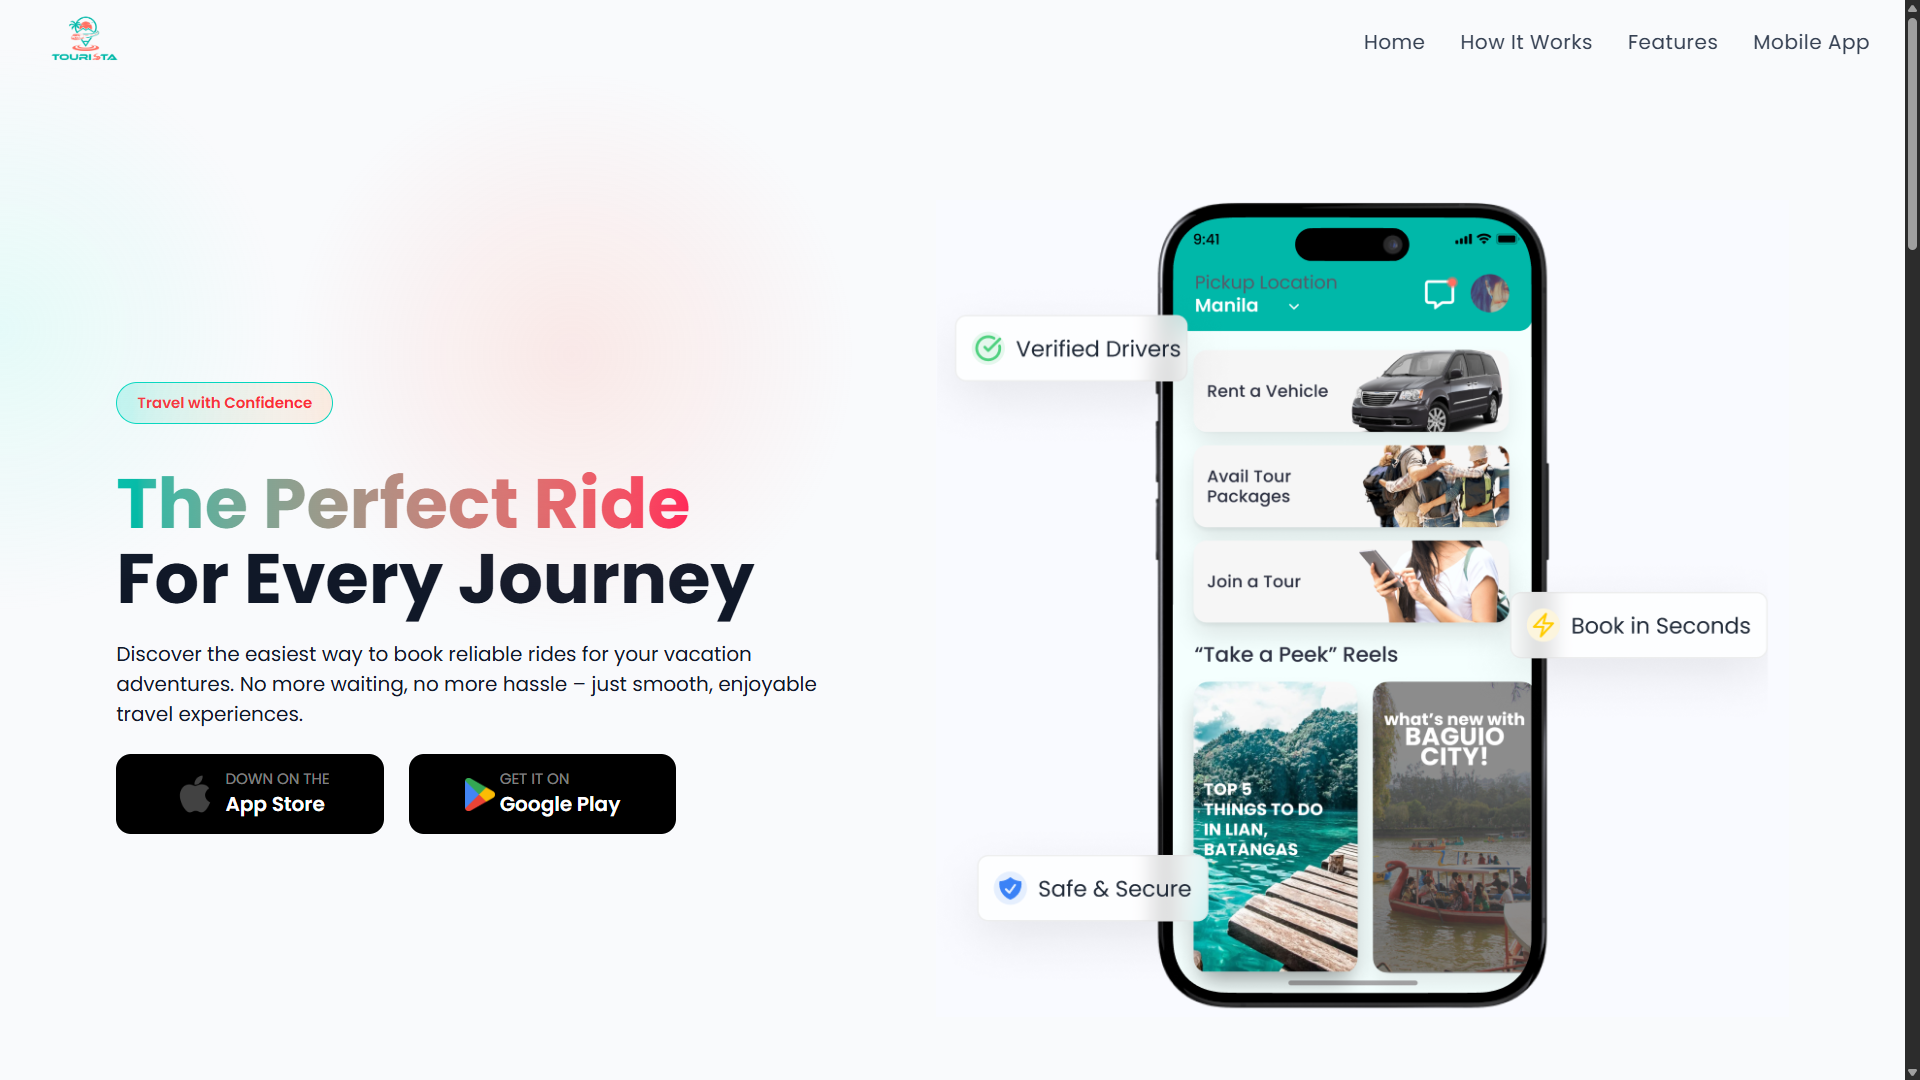 TOURISTA
Home
How It Works
Features
Mobile App
Travel with Confidence
The Perfect Ride
For Every Journey
Discover the easiest way to book reliable rides for your vacation
adventures. No more waiting, no more hassle – just smooth, enjoyable
travel experiences.
DOWN ON THE
App Store
GET IT ON
Google Play
9:41
Pickup Location
Manila
Verified Drivers
Rent a Vehicle
Avail Tour
Packages
Join a Tour
Book in Seconds
“Take a Peek” Reels
TOP 5
THINGS TO DO
IN LIAN,
BATANGAS
what’s new with
BAGUIO
CITY!
Safe & Secure